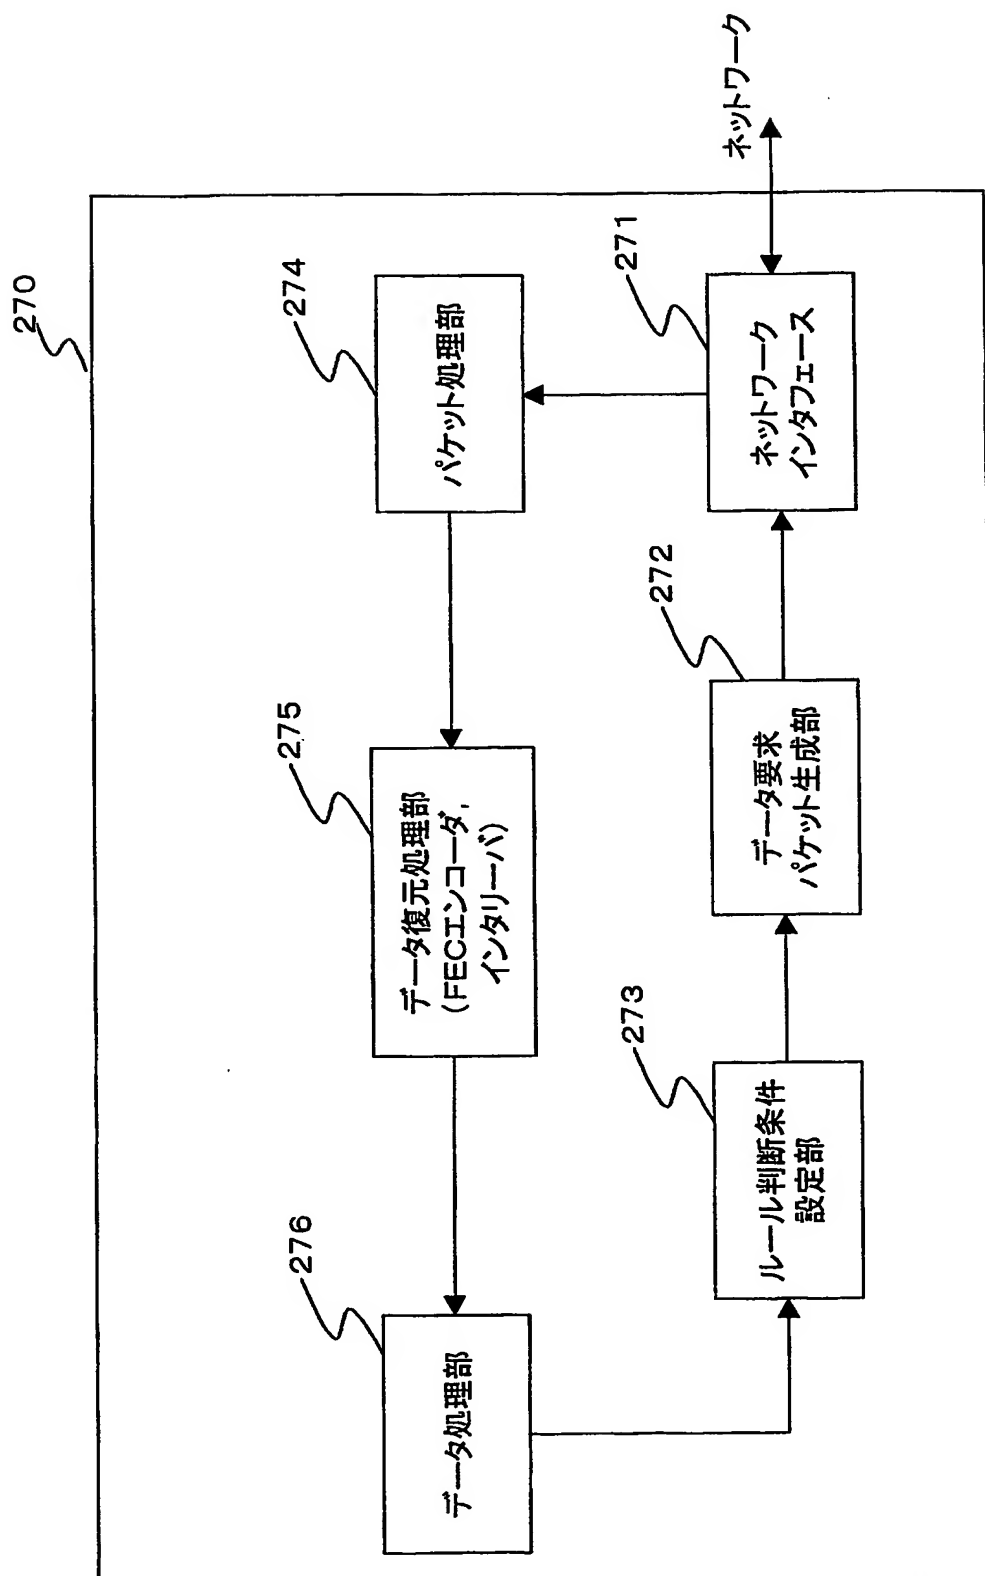 270
276
データ処理部
275
データ復元処理部
(FECエンコーダ,
インタリーバ)
274
パケット処理部
273
ルール判断条件
設定部
272
データ要求
パケット生成部
271
ネットワーク
インタフェース
ネットワーク